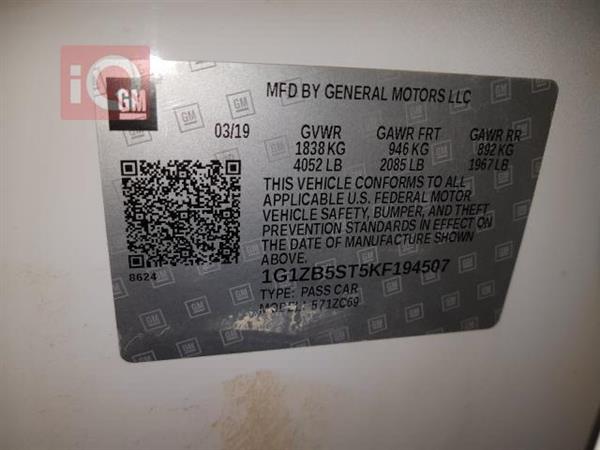 iQ
GM
MFD BY GENERAL MOTORS LLC
03/19 GVWR GAWR FRT GAWR RR
1838 KG 946 KG 892 KG
4052 LB 2085 LB 1967 LB
THIS VEHICLE CONFORMS TO ALL
APPLICABLE U.S. FEDERAL MOTOR
VEHICLE SAFETY, BUMPER, AND THEFT
PREVENTION STANDARDS IN EFFECT ON
THE DATE OF MANUFACTURE SHOWN
ABOVE.
8624
1G1ZB5ST5KF194507
TYPE: PASS CAR
571ZC69